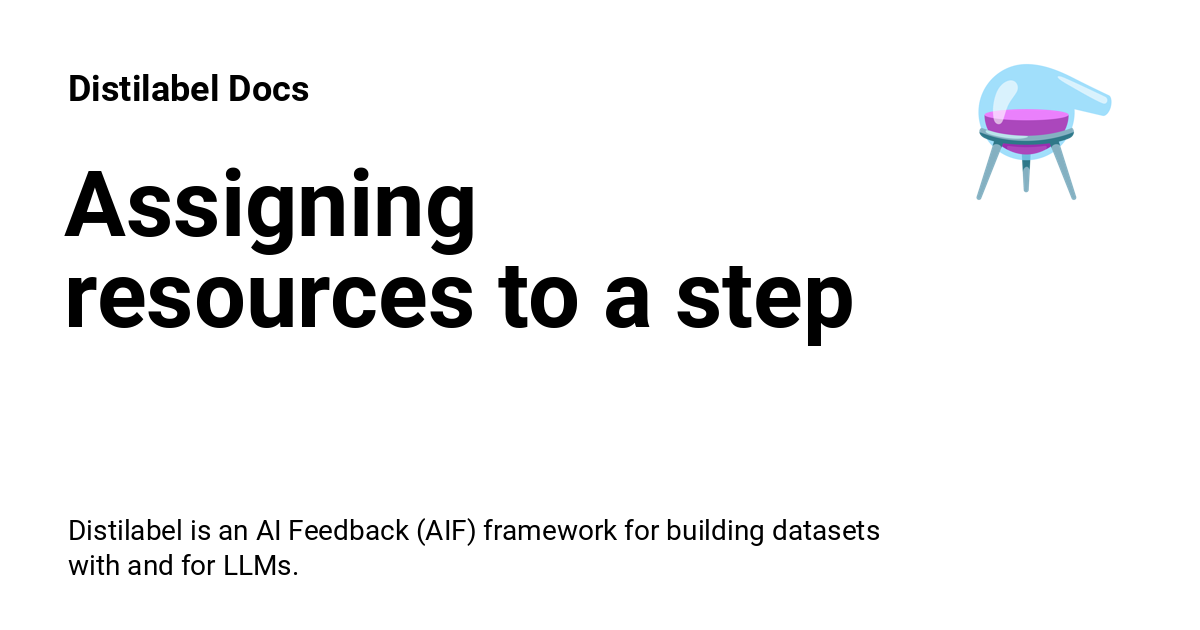 Distilabel Docs
Assigning
resources to a step
Distilabel is an AI Feedback (AIF) framework for building datasets
with and for LLMs.